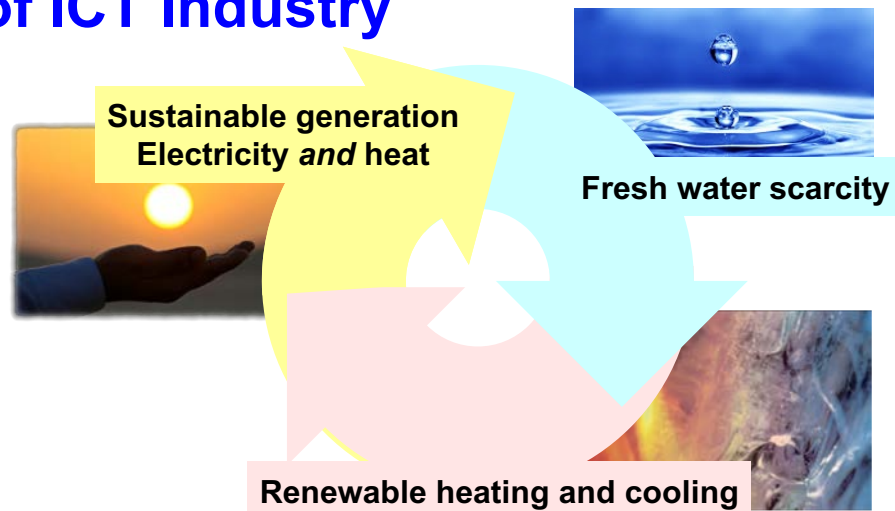 of ICT Industry
Sustainable generation
Electricity and heat
Fresh water scarcity
Renewable heating and cooling